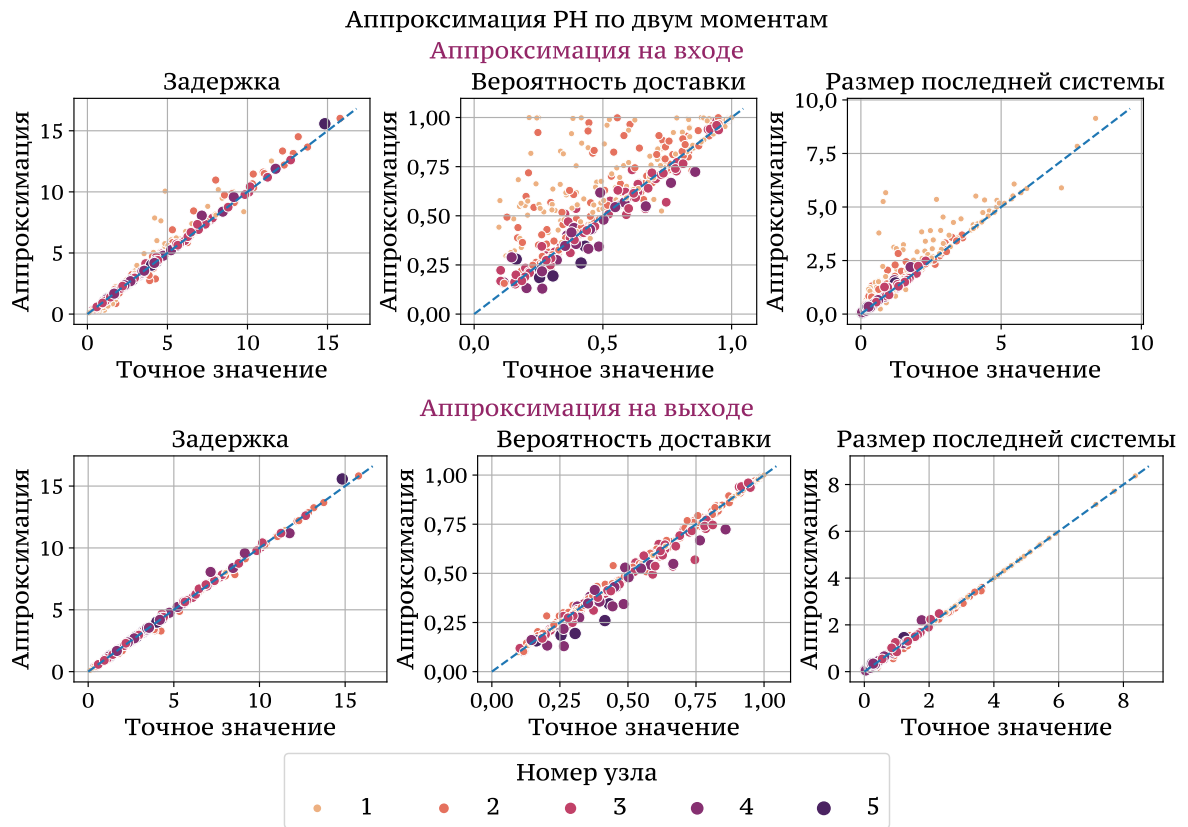 Аппроксимация PH по двум моментам
Аппроксимация на входе
Задержка
Вероятность доставки
Размер последней системы
Аппроксимация
15
10
5
0
0
5
10
15
Точное значение
Аппроксимация
1,00
0,75
0,50
0,25
0,00
0,0
0,5
1,0
Точное значение
Аппроксимация
10,0
7,5
5,0
2,5
0,0
0
5
10
Точное значение
Аппроксимация на выходе
Задержка
Вероятность доставки
Размер последней системы
Аппроксимация
15
10
5
0
0
5
10
15
Точное значение
Аппроксимация
1,00
0,75
0,50
0,25
0,00
0,00
0,25
0,50
0,75
1,00
Точное значение
Аппроксимация
8
6
4
2
0
0
2
4
6
8
Точное значение
Номер узла
1
2
3
4
5